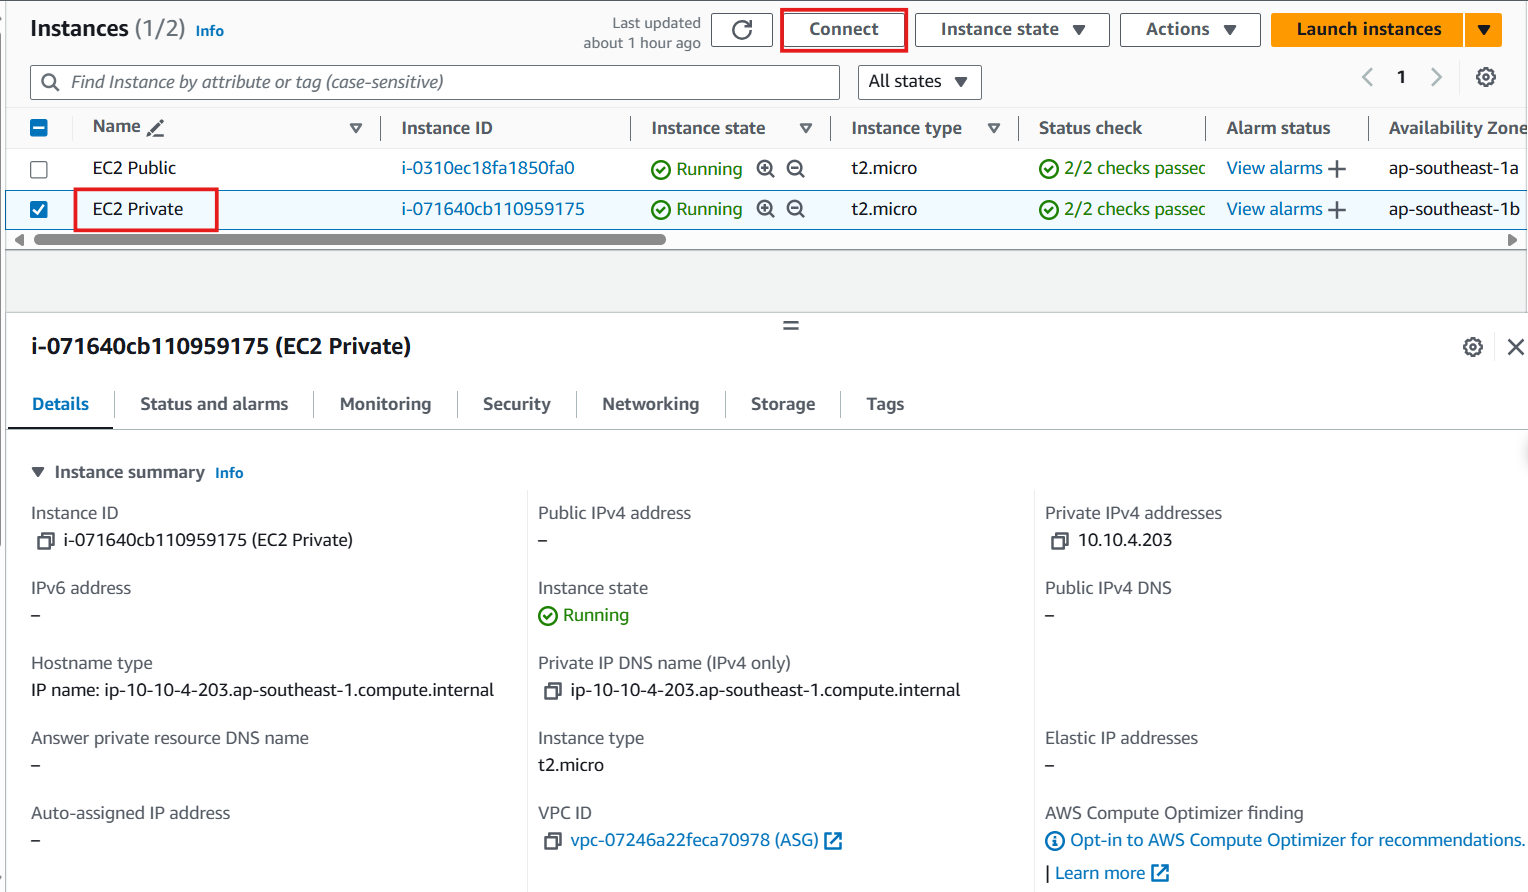 Instances (1/2) Info
Last updated
about 1 hour ago
Connect
Instance state
Actions
Launch instances
Find Instance by attribute or tag (case-sensitive)
All states
1
Name
Instance ID
Instance state
Instance type
Status check
Alarm status
Availability Zone
EC2 Public
i-0310ec18fa1850fa0
Running
t2.micro
2/2 checks passec
View alarms
ap-southeast-1a
EC2 Private
i-071640cb110959175
Running
t2.micro
2/2 checks passec
View alarms
ap-southeast-1b
i-071640cb110959175 (EC2 Private)
Details
Status and alarms
Monitoring
Security
Networking
Storage
Tags
Instance summary Info
Instance ID
i-071640cb110959175 (EC2 Private)
Public IPv4 address
–
Private IPv4 addresses
10.10.4.203
IPv6 address
–
Instance state
Running
Public IPv4 DNS
–
Hostname type
IP name: ip-10-10-4-203.ap-southeast-1.compute.internal
Private IP DNS name (IPv4 only)
ip-10-10-4-203.ap-southeast-1.compute.internal
Answer private resource DNS name
–
Instance type
t2.micro
Elastic IP addresses
–
Auto-assigned IP address
–
VPC ID
vpc-07246a22feca70978 (ASG)
AWS Compute Optimizer finding
Opt-in to AWS Compute Optimizer for recommendations.
| Learn more